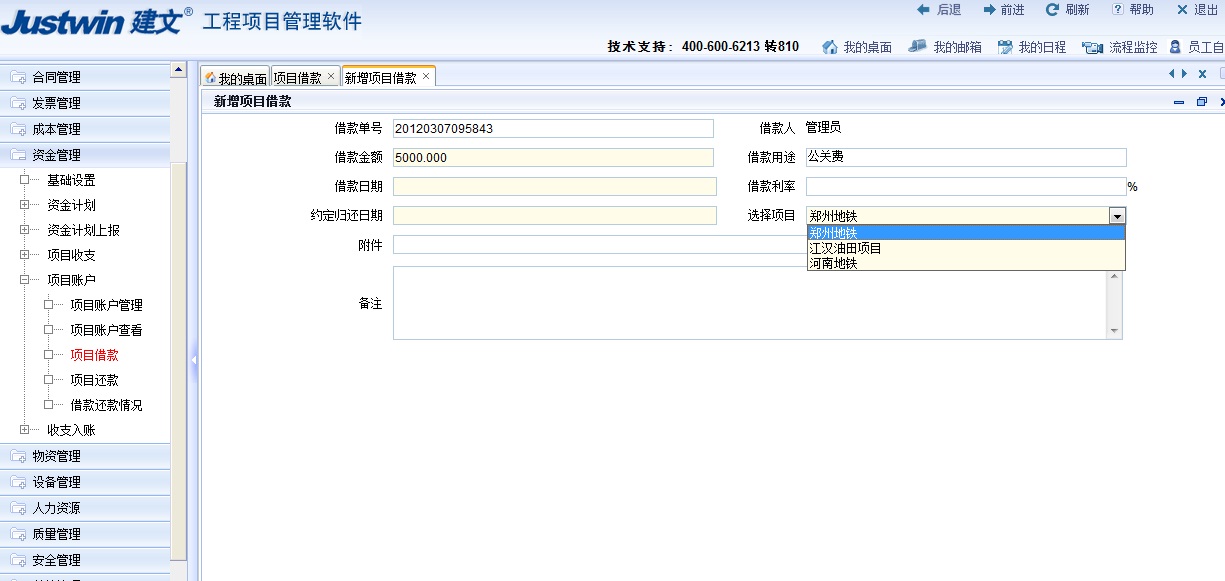 Justwin 建文® 工程项目管理软件
后退 前进 刷新 帮助 退出
技术支持：400-600-6213 转810 我的桌面 我的邮箱 我的日程 流程监控 员工自
合同管理
发票管理
成本管理
资金管理
基础设置
资金计划
资金计划上报
项目收支
项目账户
项目账户管理
项目账户查看
项目借款
项目还款
借款还款情况
收支入账
物资管理
设备管理
人力资源
质量管理
安全管理
我的桌面 项目借款 新增项目借款
新增项目借款
借款单号 20120307095843 借款人 管理员
借款金额 5000.000 借款用途 公关费
借款日期 借款利率 %
约定归还日期 选择项目 郑州地铁
郑州地铁
江汉油田项目
河南地铁
附件
备注